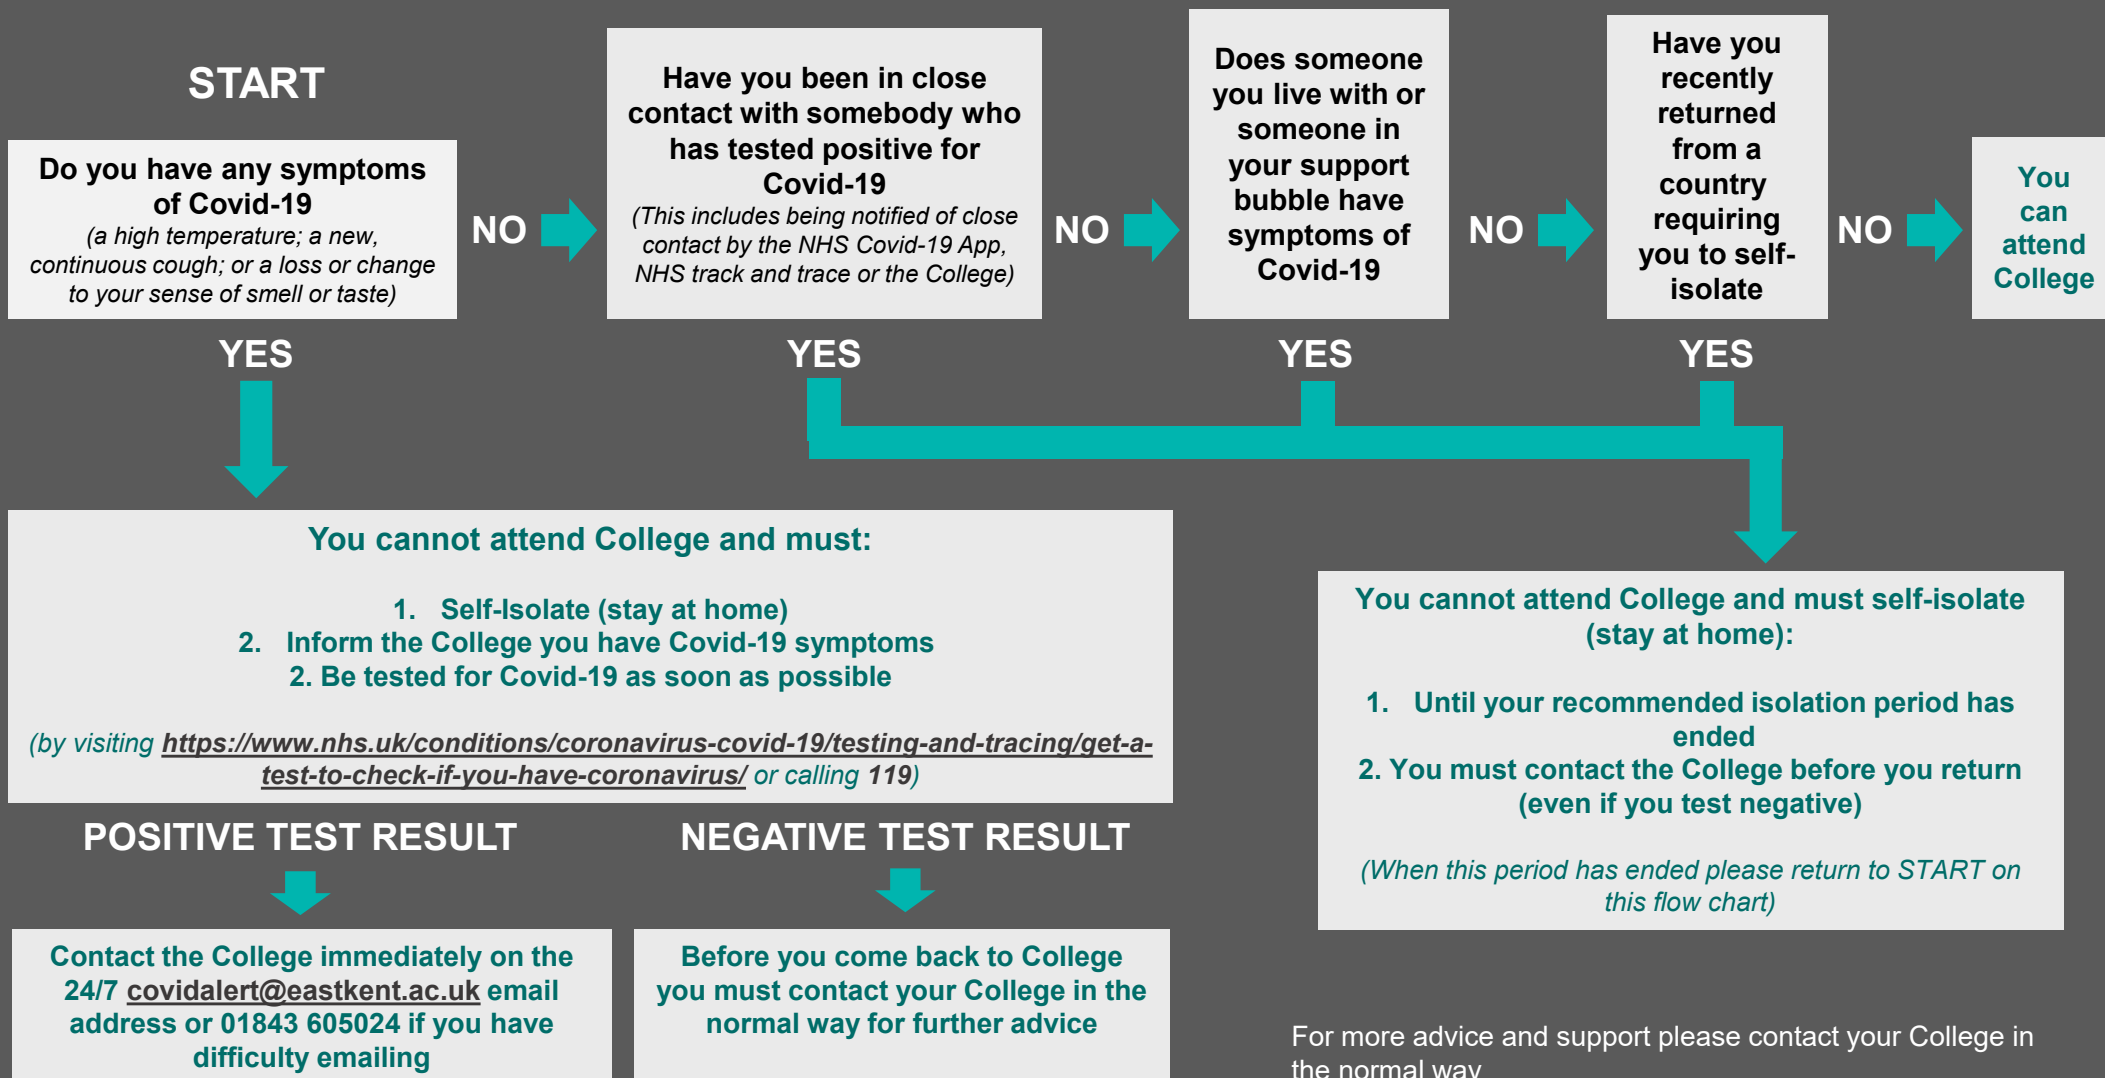 START
Do you have any symptoms
of Covid-19
(a high temperature; a new,
continuous cough; or a loss or change
to your sense of smell or taste)
NO
Have you been in close
contact with somebody who
has tested positive for
Covid-19
(This includes being notified of close
contact by the NHS Covid-19 App,
NHS track and trace or the College)
NO
Does someone
you live with or
someone in
your support
bubble have
symptoms of
Covid-19
NO
Have you
recently
returned
from a
country
requiring
you to self-
isolate
NO
You
can
attend
College
YES
YES
YES
YES
You cannot attend College and must:
1. Self-Isolate (stay at home)
2. Inform the College you have Covid-19 symptoms
2. Be tested for Covid-19 as soon as possible
(by visiting https://www.nhs.uk/conditions/coronavirus-covid-19/testing-and-tracing/get-a-
test-to-check-if-you-have-coronavirus/ or calling 119)
You cannot attend College and must self-isolate
(stay at home):
1. Until your recommended isolation period has
ended
2. You must contact the College before you return
(even if you test negative)
(When this period has ended please return to START on
this flow chart)
POSITIVE TEST RESULT
NEGATIVE TEST RESULT
Contact the College immediately on the
24/7 covidalert@eastkent.ac.uk email
address or 01843 605024 if you have
difficulty emailing
Before you come back to College
you must contact your College in the
normal way for further advice
For more advice and support please contact your College in
the normal way